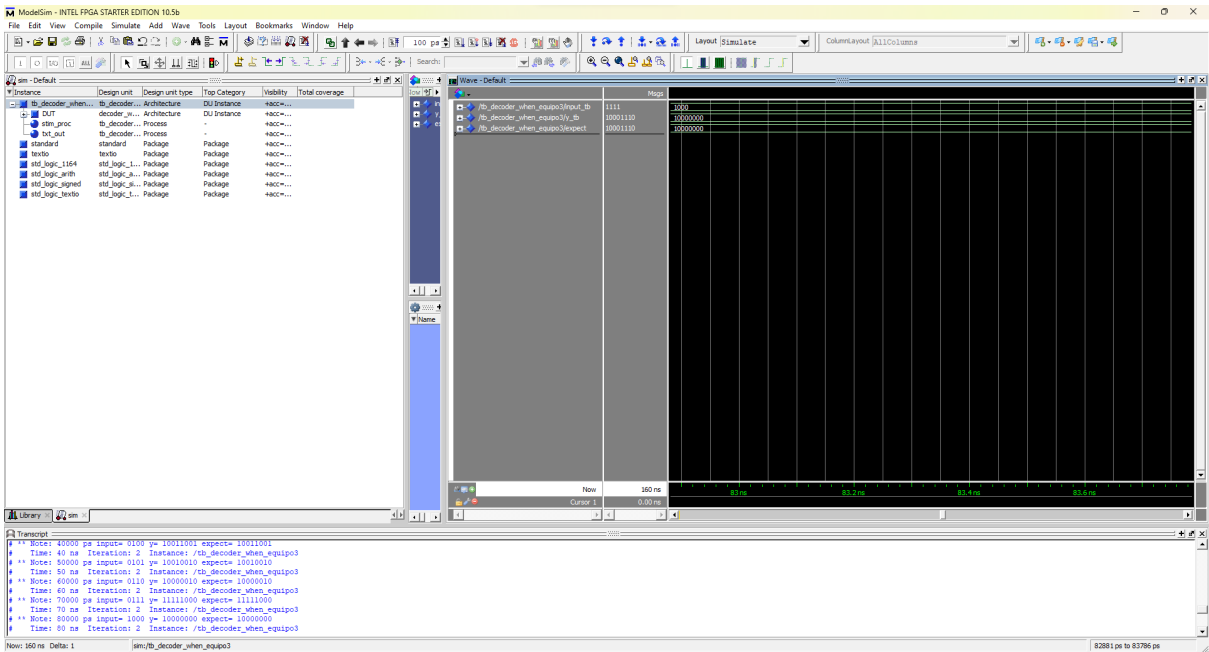 ModelSim - INTEL FPGA STARTER EDITION 10.5b
File Edit View Compile Simulate Add Wave Tools Layout Bookmarks Window Help
100 ps
Layout Simulate
ColumnLayout AllColumns
Search:
sim - Default
Instance Design unit Design unit type Top Category Visibility Total coverage
tb_decoder_when... tb_decoder... Architecture DU Instance +acc=...
DUT decoder_w... Architecture DU Instance +acc=...
stim_proc tb_decoder... Process - +acc=...
txt_out tb_decoder... Process - +acc=...
standard standard Package Package +acc=...
textio textio Package Package +acc=...
std_logic_1164 std_logic_1... Package Package +acc=...
std_logic_arith std_logic_a... Package Package +acc=...
std_logic_signed std_logic_si... Package Package +acc=...
std_logic_textio std_logic_t... Package Package +acc=...
Name
Wave - Default
Msgs
/tb_decoder_when_equipo3/input_tb 1111 1000
/tb_decoder_when_equipo3/y_tb 10001110 10000000
/tb_decoder_when_equipo3/expect 10001110 10000000
Now 160 ns
Cursor 1 0.00 ns
83 ns 83.2 ns 83.4 ns 83.6 ns
Library sim
Transcript
# ** Note: 40000 ps input= 0100 y= 10011001 expect= 10011001
# Time: 40 ns Iteration: 2 Instance: /tb_decoder_when_equipo3
# ** Note: 50000 ps input= 0101 y= 10010010 expect= 10010010
# Time: 50 ns Iteration: 2 Instance: /tb_decoder_when_equipo3
# ** Note: 60000 ps input= 0110 y= 10000010 expect= 10000010
# Time: 60 ns Iteration: 2 Instance: /tb_decoder_when_equipo3
# ** Note: 70000 ps input= 0111 y= 11111000 expect= 11111000
# Time: 70 ns Iteration: 2 Instance: /tb_decoder_when_equipo3
# ** Note: 80000 ps input= 1000 y= 10000000 expect= 10000000
# Time: 80 ns Iteration: 2 Instance: /tb_decoder_when_equipo3
Now: 160 ns Delta: 1 sim:/tb_decoder_when_equipo3 82881 ps to 83786 ps